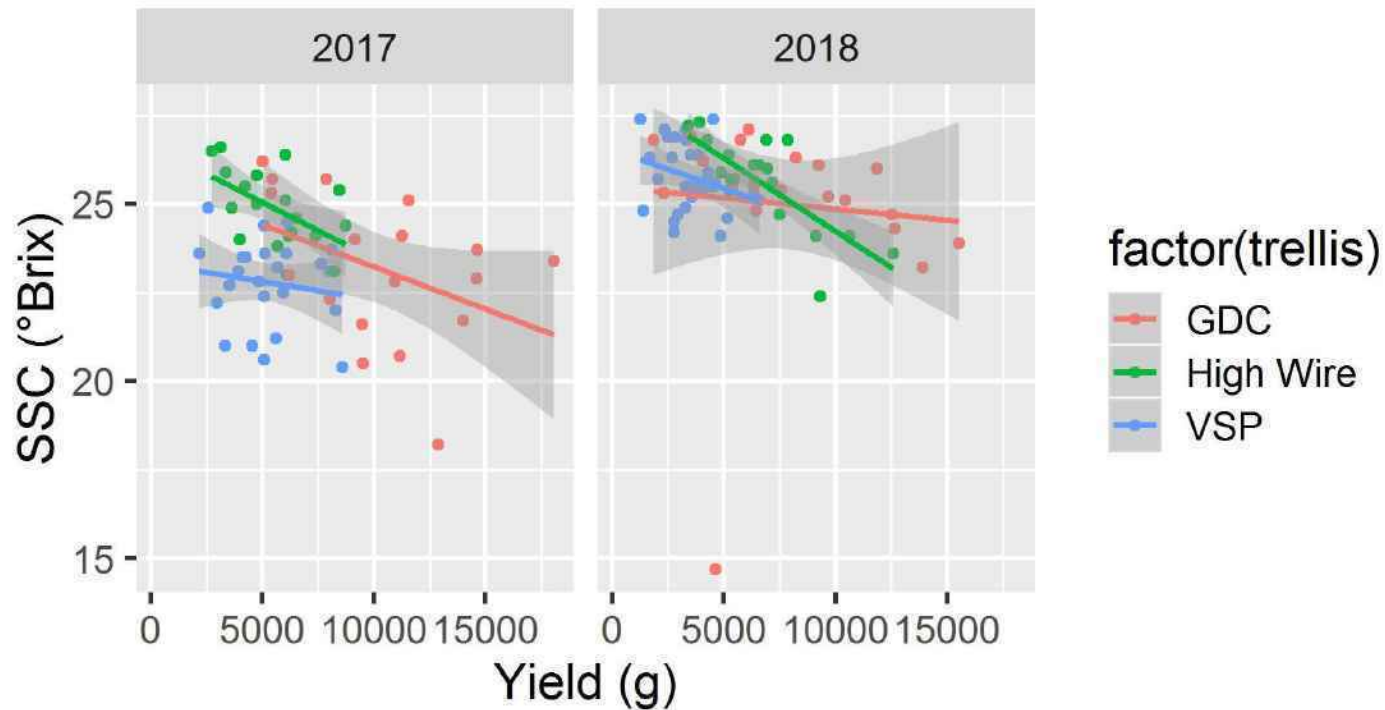 2017 2018
25
20
15
SSC (°Brix)
0 5000 10000 15000 0 5000 10000 15000
Yield (g)
factor(trellis)
GDC
High Wire
VSP